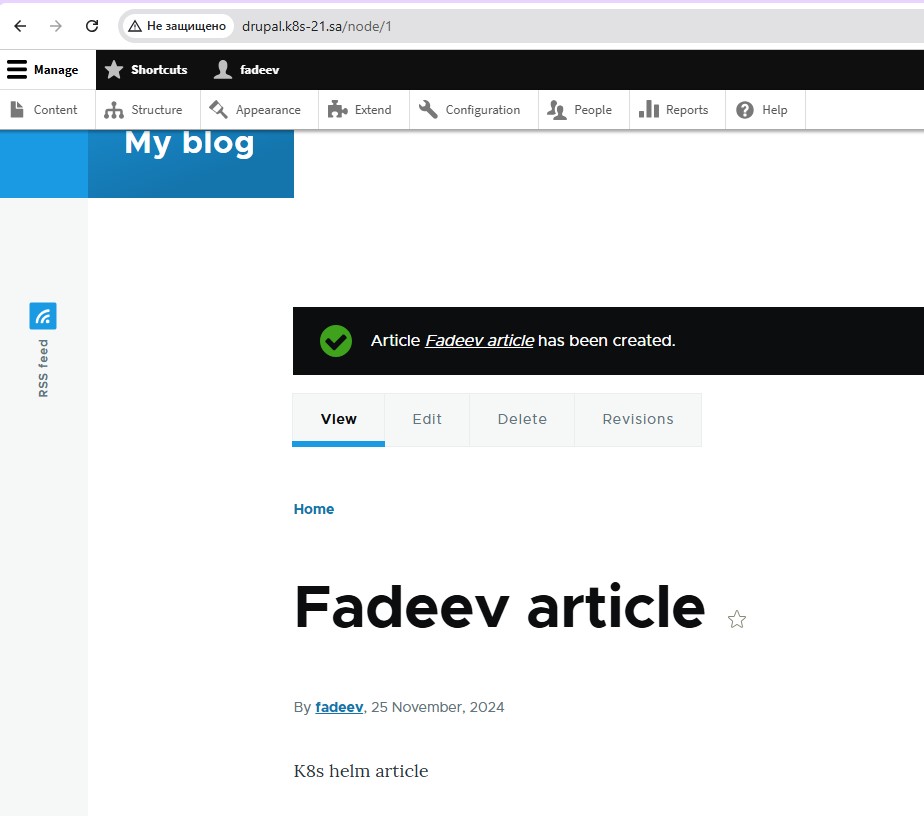 Не защищено drupal.k8s-21.sa/node/1
Manage Shortcuts fadeev
Content Structure Appearance Extend Configuration People Reports Help
My blog
RSS feed
Article Fadeev article has been created.
View Edit Delete Revisions
Home
Fadeev article
By fadeev, 25 November, 2024
K8s helm article